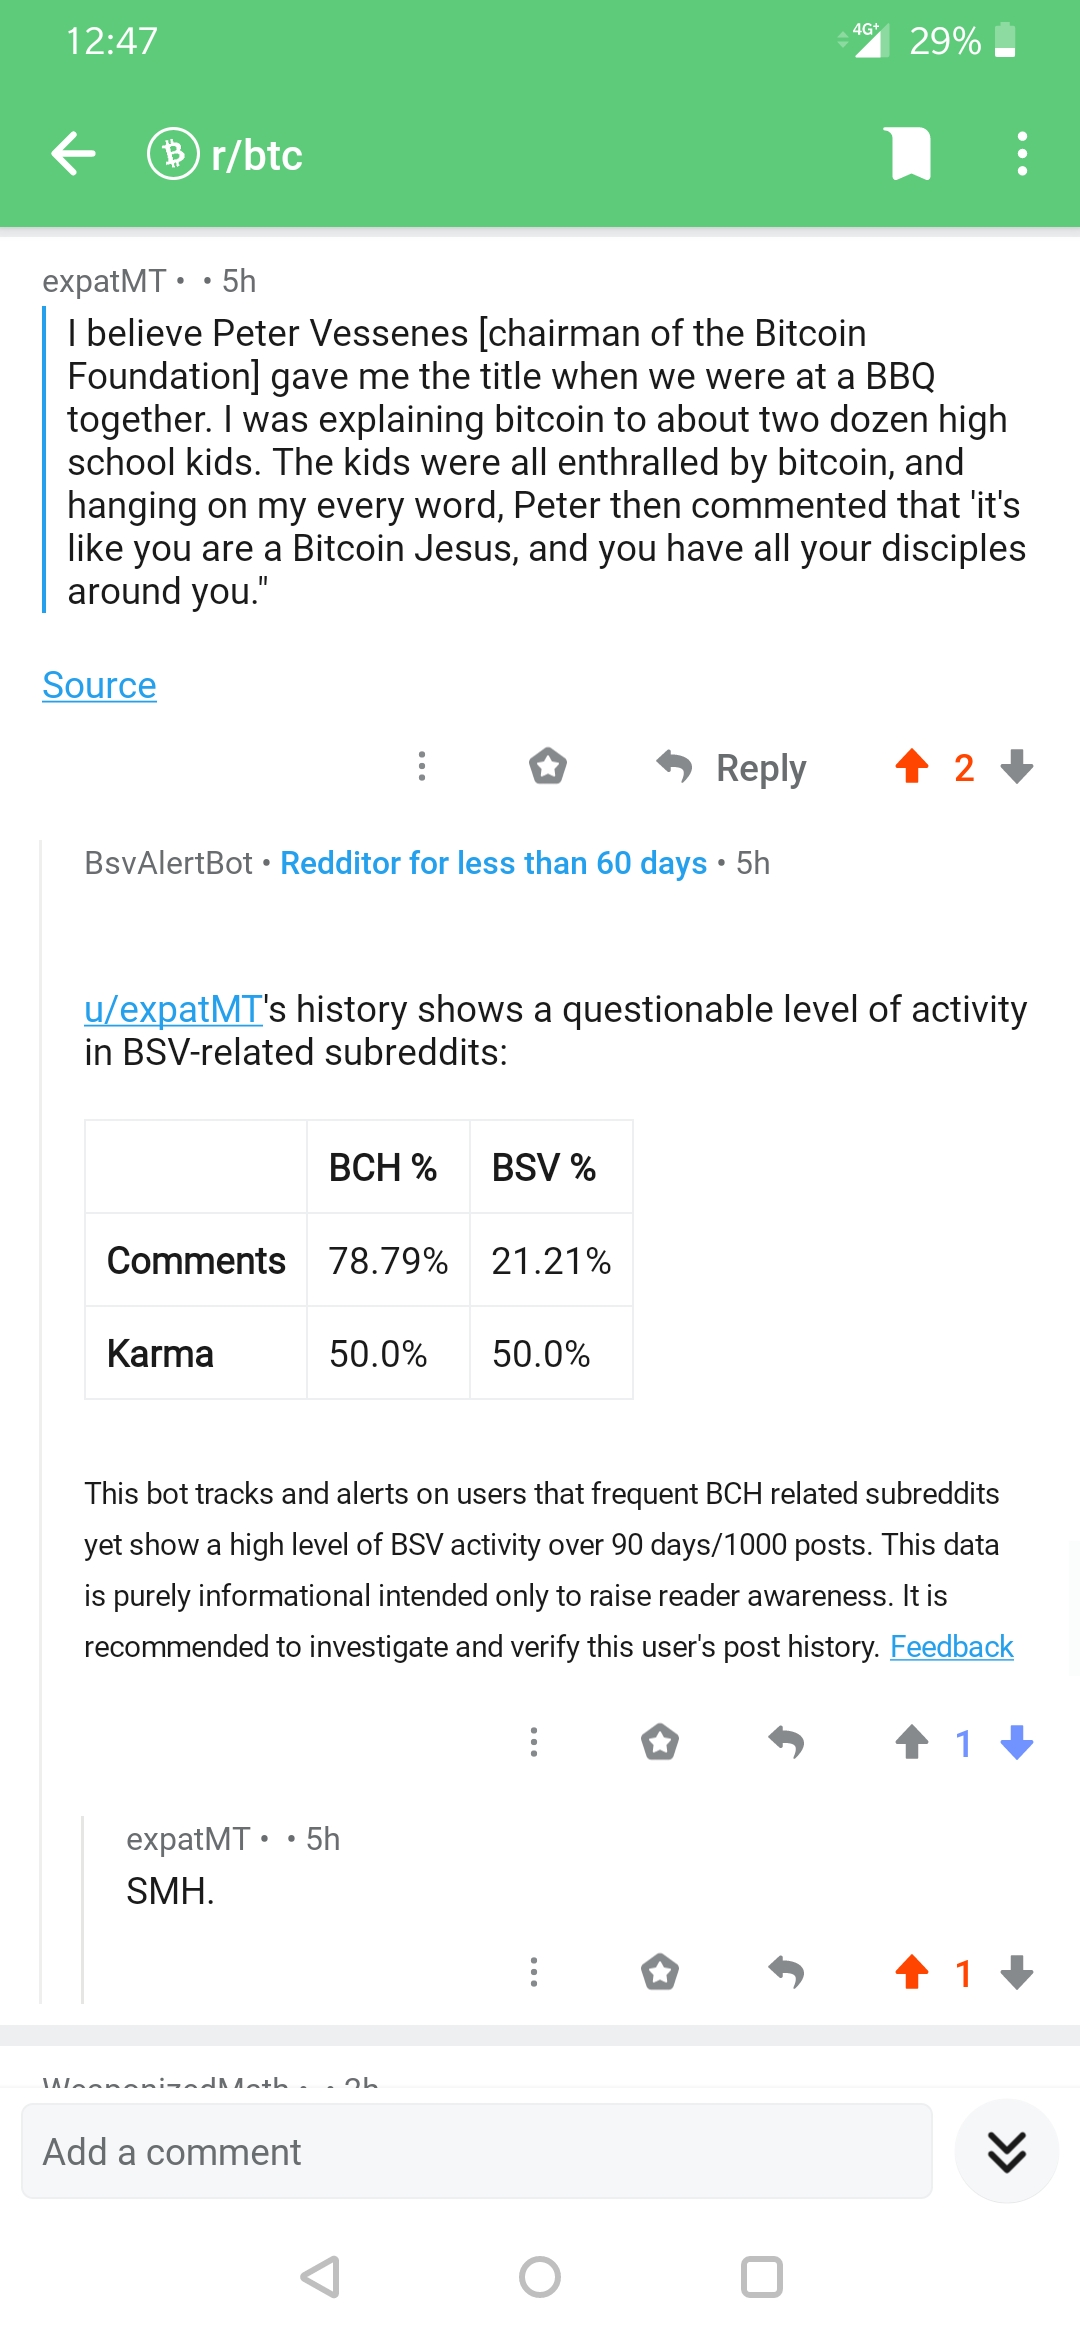 12:47
4G+ 29%
r/btc
expatMT • • 5h
I believe Peter Vessenes [chairman of the Bitcoin
Foundation] gave me the title when we were at a BBQ
together. I was explaining bitcoin to about two dozen high
school kids. The kids were all enthralled by bitcoin, and
hanging on my every word, Peter then commented that 'it's
like you are a Bitcoin Jesus, and you have all your disciples
around you."
Source
Reply 2
BsvAlertBot • Redditor for less than 60 days • 5h
u/expatMT's history shows a questionable level of activity
in BSV-related subreddits:
BCH % BSV %
Comments 78.79% 21.21%
Karma 50.0% 50.0%
This bot tracks and alerts on users that frequent BCH related subreddits
yet show a high level of BSV activity over 90 days/1000 posts. This data
is purely informational intended only to raise reader awareness. It is
recommended to investigate and verify this user's post history. Feedback
1
expatMT • • 5h
SMH.
1
WeaponizedMath • • 2h
Add a comment